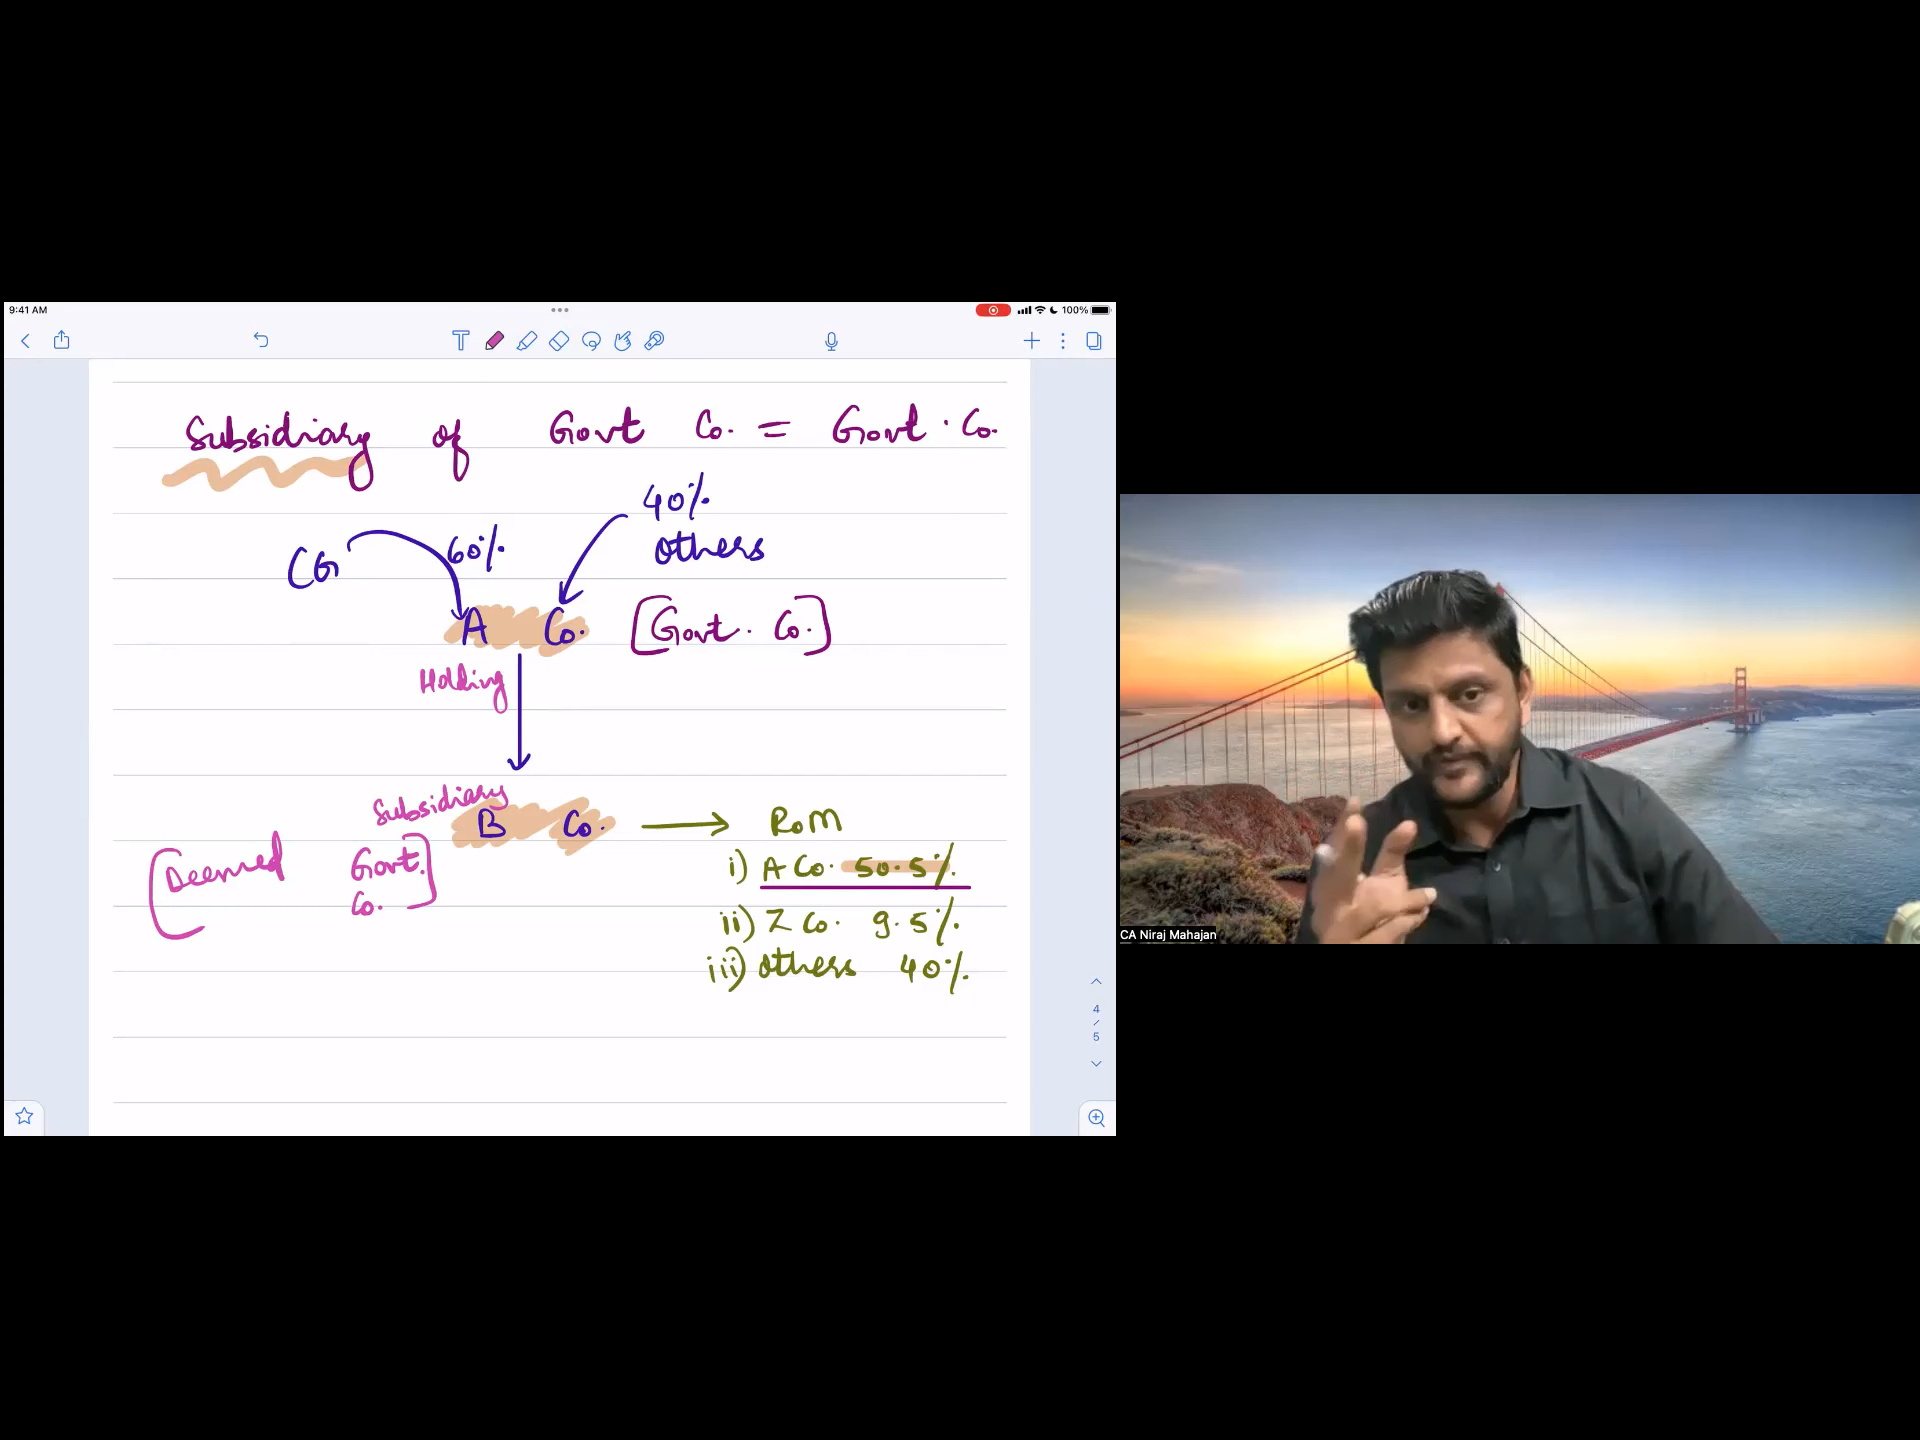 9:41 AM
100%
Subsidiary of Govt Co. = Govt. Co.
40%
CG 60% others
A Co. [Govt. Co.]
Holding
Subsidiary
B Co. → RoM
[Deemed Govt. Co.]
i) A Co. 50.5%
ii) Z Co. 9.5%
iii) others 40%
CA Niraj Mahajan
4
/
5